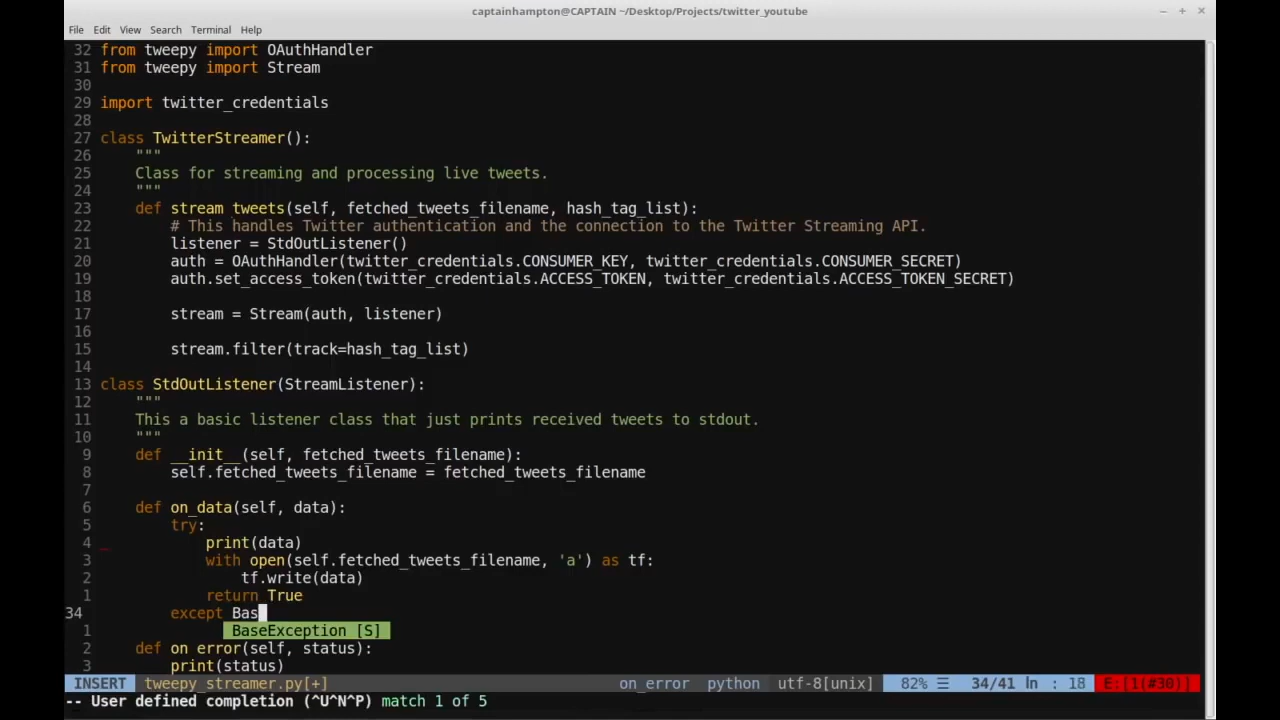 captainhampton@CAPTAIN ~/Desktop/Projects/twitter_youtube
File Edit View Search Terminal Help
32 from tweepy import OAuthHandler
31 from tweepy import Stream
30
29 import twitter_credentials
28
27 class TwitterStreamer():
26     """
25     Class for streaming and processing live tweets.
24     """
23     def stream_tweets(self, fetched_tweets_filename, hash_tag_list):
22         # This handles Twitter authentication and the connection to the Twitter Streaming API.
21         listener = StdOutListener()
20         auth = OAuthHandler(twitter_credentials.CONSUMER_KEY, twitter_credentials.CONSUMER_SECRET)
19         auth.set_access_token(twitter_credentials.ACCESS_TOKEN, twitter_credentials.ACCESS_TOKEN_SECRET)
18
17         stream = Stream(auth, listener)
16
15         stream.filter(track=hash_tag_list)
14
13 class StdOutListener(StreamListener):
12     """
11     This a basic listener class that just prints received tweets to stdout.
10     """
9     def __init__(self, fetched_tweets_filename):
8         self.fetched_tweets_filename = fetched_tweets_filename
7
6     def on_data(self, data):
5         try:
4             print(data)
3             with open(self.fetched_tweets_filename, 'a') as tf:
2                 tf.write(data)
1             return True
34         except Bas
1 BaseException [S]
2     def on_error(self, status):
3         print(status)
INSERT tweepy_streamer.py[+] on_error python utf-8[unix] 82% ☰ 34/41 ln : 18 E:[1(#30)]
-- User defined completion (^U^N^P) match 1 of 5